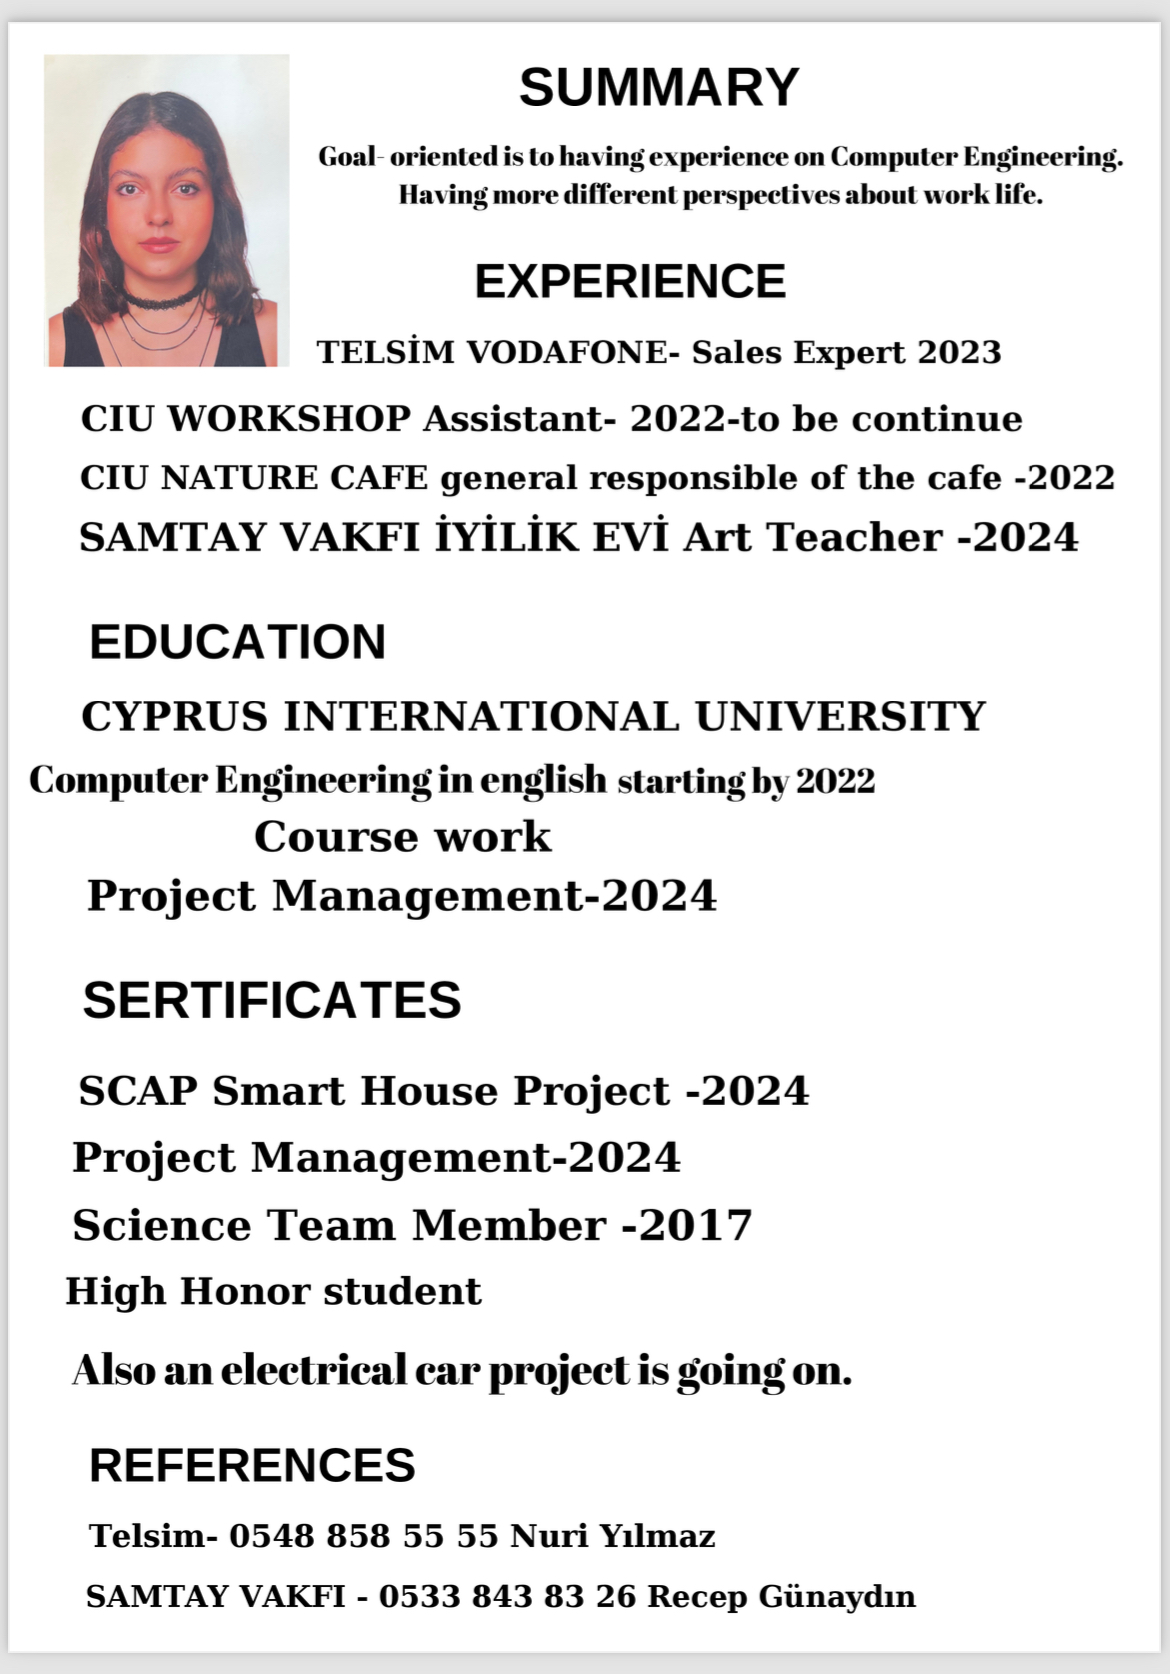 SUMMARY
Goal- oriented is to having experience on Computer Engineering.
Having more different perspectives about work life.
EXPERIENCE
TELSİM VODAFONE- Sales Expert 2023
CIU WORKSHOP Assistant- 2022-to be continue
CIU NATURE CAFE general responsible of the cafe -2022
SAMTAY VAKFI İYİLİK EVİ Art Teacher -2024
EDUCATION
CYPRUS INTERNATIONAL UNIVERSITY
Computer Engineering in english starting by 2022
Course work
Project Management-2024
SERTIFICATES
SCAP Smart House Project -2024
Project Management-2024
Science Team Member -2017
High Honor student
Also an electrical car project is going on.
REFERENCES
Telsim- 0548 858 55 55 Nuri Yılmaz
SAMTAY VAKFI - 0533 843 83 26 Recep Günaydın